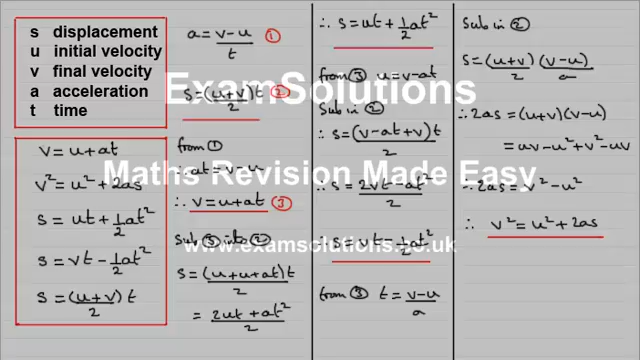 s displacement
u initial velocity
v final velocity
a acceleration
t time
v = u + at
v² = u² + 2as
s = ut + ½at²
s = vt − ½at²
s = (u+v)/2 t
a = (v−u)/t ①
s = (u+v)/2 t ②
from ①
∴ at = v − u
∴ v = u + at ③
Sub ③ into ②
s = (u + u + at)t/2
= (2ut + at²)/2
∴ s = ut + ½at²
from ③ u = v − at
Sub in ②
∴ s = (v − at + v)t/2
∴ s = (2vt − at²)/2
∴ s = vt − ½at²
from ③ t = (v−u)/a
Sub in ②
s = (u+v)/2 (v−u)/a
∴ 2as = (u+v)(v−u)
= uv − u² + v² − uv
∴ 2as = v² − u²
∴ v² = u² + 2as
ExamSolutions
Maths Revision Made Easy
www.examsolutions.co.uk